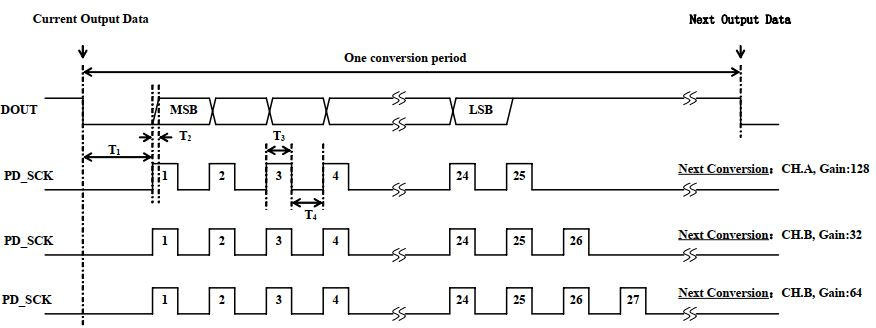 Current Output Data
Next Output Data
One conversion period
DOUT
MSB
LSB
T2
T3
T1
PD_SCK
1
2
3
4
24
25
Next Conversion： CH.A, Gain:128
T4
PD_SCK
1
2
3
4
24
25
26
Next Conversion： CH.B, Gain:32
PD_SCK
1
2
3
4
24
25
26
27
Next Conversion： CH.B, Gain:64